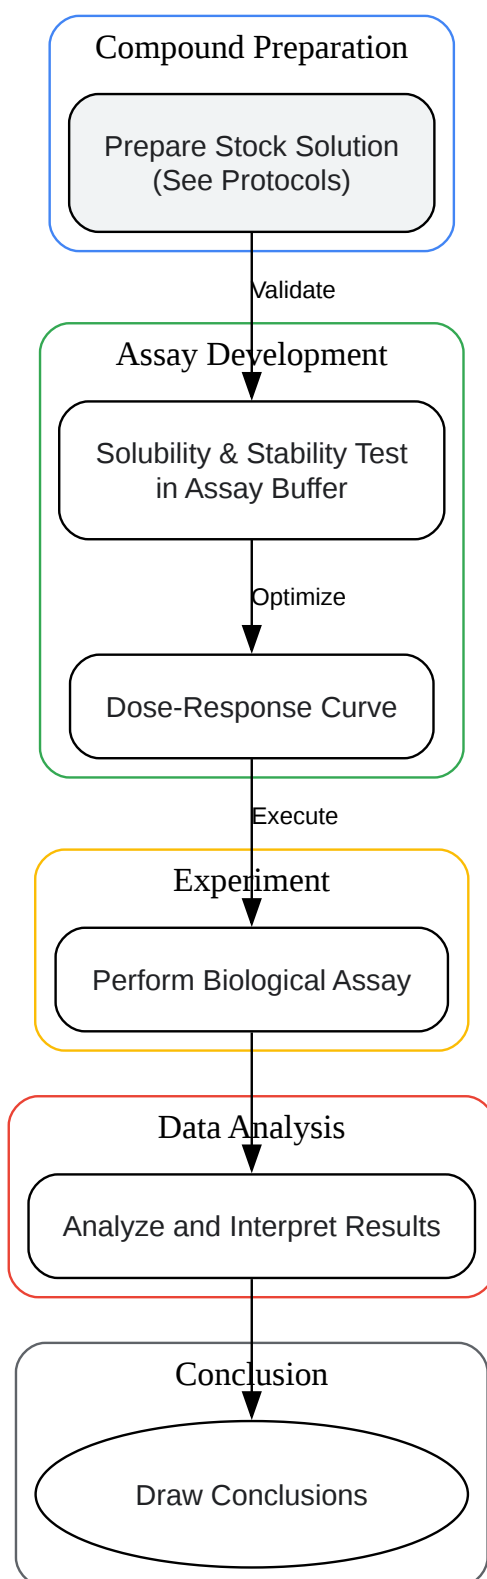 Compound Preparation
Prepare Stock Solution
(See Protocols)
Validate
Assay Development
Solubility & Stability Test
in Assay Buffer
Optimize
Dose-Response Curve
Execute
Experiment
Perform Biological Assay
Data Analysis
Analyze and Interpret Results
Conclusion
Draw Conclusions